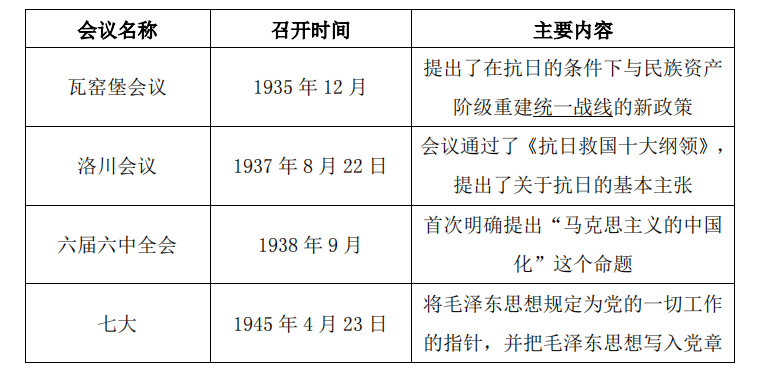 会议名称 召开时间 主要内容
瓦窑堡会议 1935 年 12 月 提出了在抗日的条件下与民族资产
阶级重建统一战线的新政策
洛川会议 1937 年 8 月 22 日 会议通过了《抗日救国十大纲领》，
提出了关于抗日的基本主张
六届六中全会 1938 年 9 月 首次明确提出“马克思主义的中国
化”这个命题
七大 1945 年 4 月 23 日 将毛泽东思想规定为党的一切工作
的指针，并把毛泽东思想写入党章